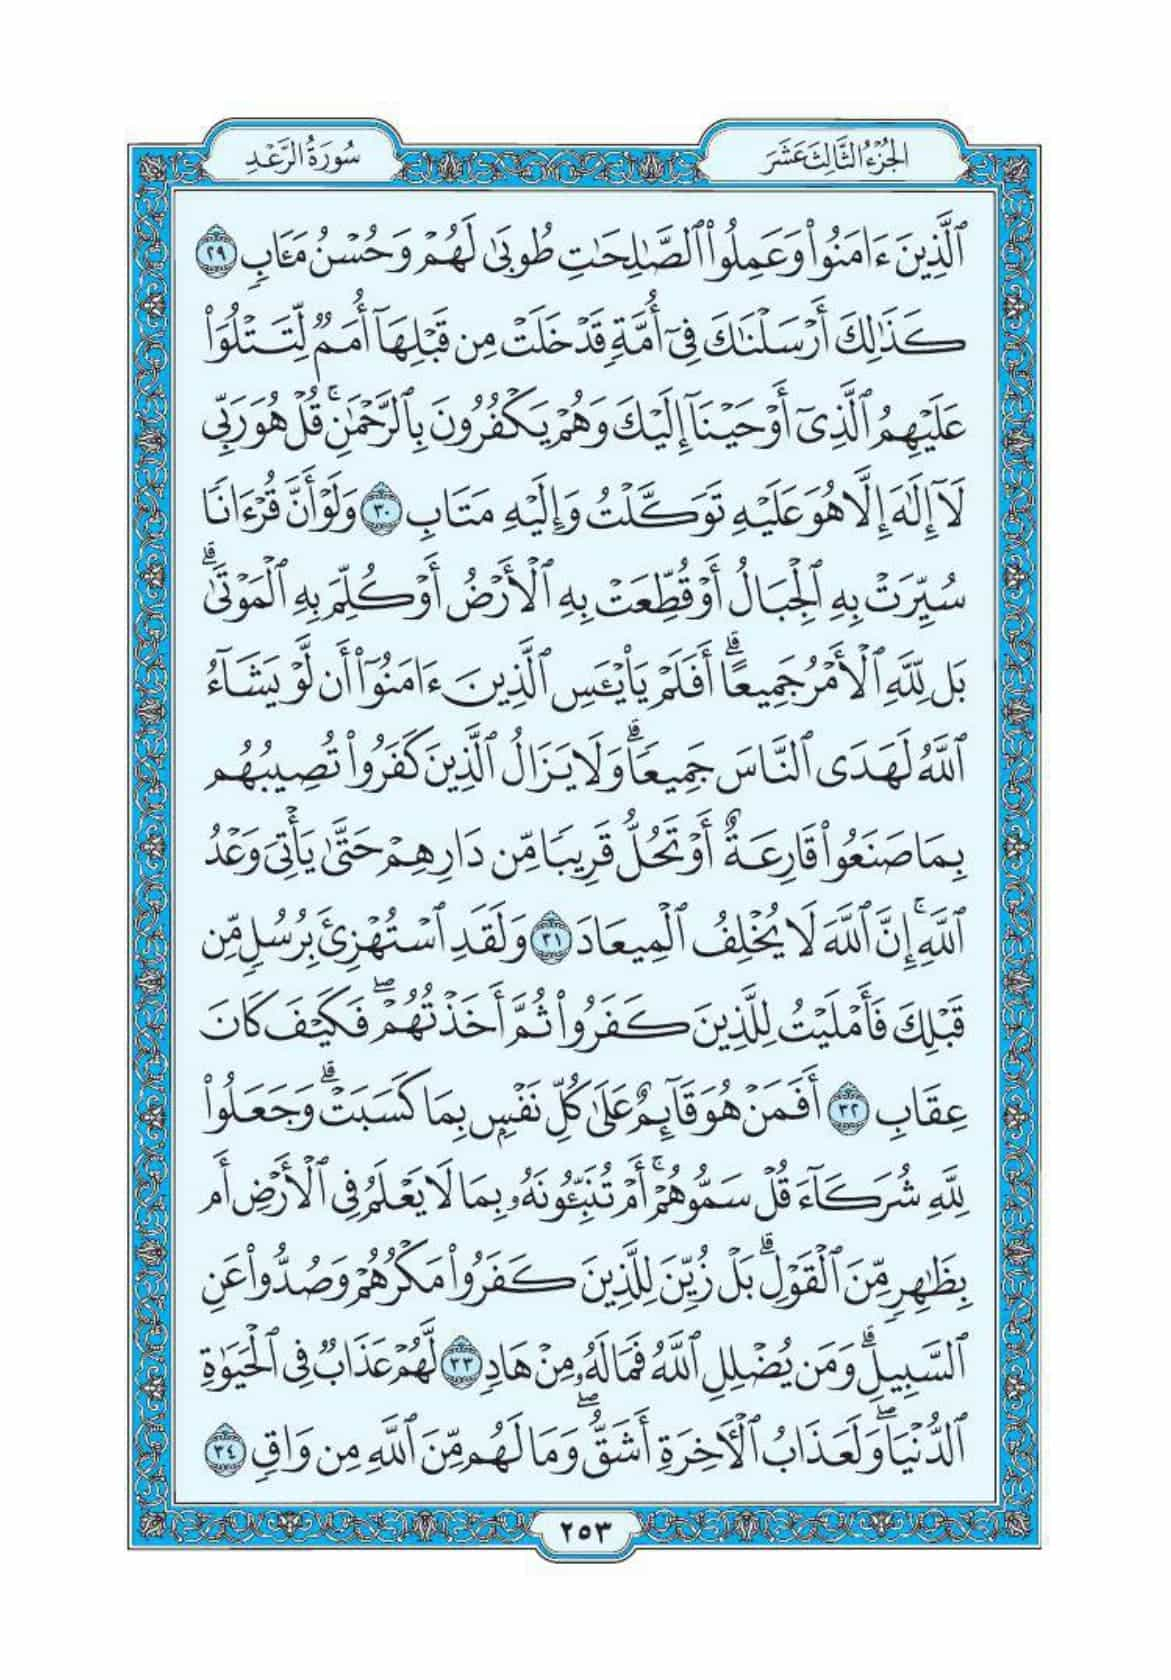 الجزء الثالث عشر
سورة الرعد
ٱلَّذِينَ ءَامَنُوا۟ وَعَمِلُوا۟ ٱلصَّٰلِحَٰتِ طُوبَىٰ لَهُمْ وَحُسْنُ مَـَٔابٍ ٢٩
كَذَٰلِكَ أَرْسَلْنَٰكَ فِىٓ أُمَّةٍ قَدْ خَلَتْ مِن قَبْلِهَآ أُمَمٌ لِّتَتْلُوَا۟
عَلَيْهِمُ ٱلَّذِىٓ أَوْحَيْنَآ إِلَيْكَ وَهُمْ يَكْفُرُونَ بِٱلرَّحْمَٰنِ ۚ قُلْ هُوَ رَبِّى
لَآ إِلَٰهَ إِلَّا هُوَ عَلَيْهِ تَوَكَّلْتُ وَإِلَيْهِ مَتَابِ ٣٠ وَلَوْ أَنَّ قُرْءَانًا
سُيِّرَتْ بِهِ ٱلْجِبَالُ أَوْ قُطِّعَتْ بِهِ ٱلْأَرْضُ أَوْ كُلِّمَ بِهِ ٱلْمَوْتَىٰ ۗ
بَل لِّلَّهِ ٱلْأَمْرُ جَمِيعًا ۗ أَفَلَمْ يَا۟يْـَٔسِ ٱلَّذِينَ ءَامَنُوٓا۟ أَن لَّوْ يَشَآءُ
ٱللَّهُ لَهَدَى ٱلنَّاسَ جَمِيعًا ۗ وَلَا يَزَالُ ٱلَّذِينَ كَفَرُوا۟ تُصِيبُهُم
بِمَا صَنَعُوا۟ قَارِعَةٌ أَوْ تَحُلُّ قَرِيبًا مِّن دَارِهِمْ حَتَّىٰ يَأْتِىَ وَعْدُ
ٱللَّهِ ۚ إِنَّ ٱللَّهَ لَا يُخْلِفُ ٱلْمِيعَادَ ٣١ وَلَقَدِ ٱسْتُهْزِئَ بِرُسُلٍ مِّن
قَبْلِكَ فَأَمْلَيْتُ لِلَّذِينَ كَفَرُوا۟ ثُمَّ أَخَذْتُهُمْ ۖ فَكَيْفَ كَانَ
عِقَابِ ٣٢ أَفَمَنْ هُوَ قَآئِمٌ عَلَىٰ كُلِّ نَفْسٍۭ بِمَا كَسَبَتْ ۗ وَجَعَلُوا۟
لِلَّهِ شُرَكَآءَ قُلْ سَمُّوهُمْ ۚ أَمْ تُنَبِّـُٔونَهُۥ بِمَا لَا يَعْلَمُ فِى ٱلْأَرْضِ أَم
بِظَٰهِرٍ مِّنَ ٱلْقَوْلِ ۗ بَلْ زُيِّنَ لِلَّذِينَ كَفَرُوا۟ مَكْرُهُمْ وَصُدُّوا۟ عَنِ
ٱلسَّبِيلِ ۗ وَمَن يُضْلِلِ ٱللَّهُ فَمَا لَهُۥ مِنْ هَادٍ ٣٣ لَّهُمْ عَذَابٌ فِى ٱلْحَيَوٰةِ
ٱلدُّنْيَا ۖ وَلَعَذَابُ ٱلْـَٔاخِرَةِ أَشَقُّ ۖ وَمَا لَهُم مِّنَ ٱللَّهِ مِن وَاقٍ ٣٤
٢٥٣